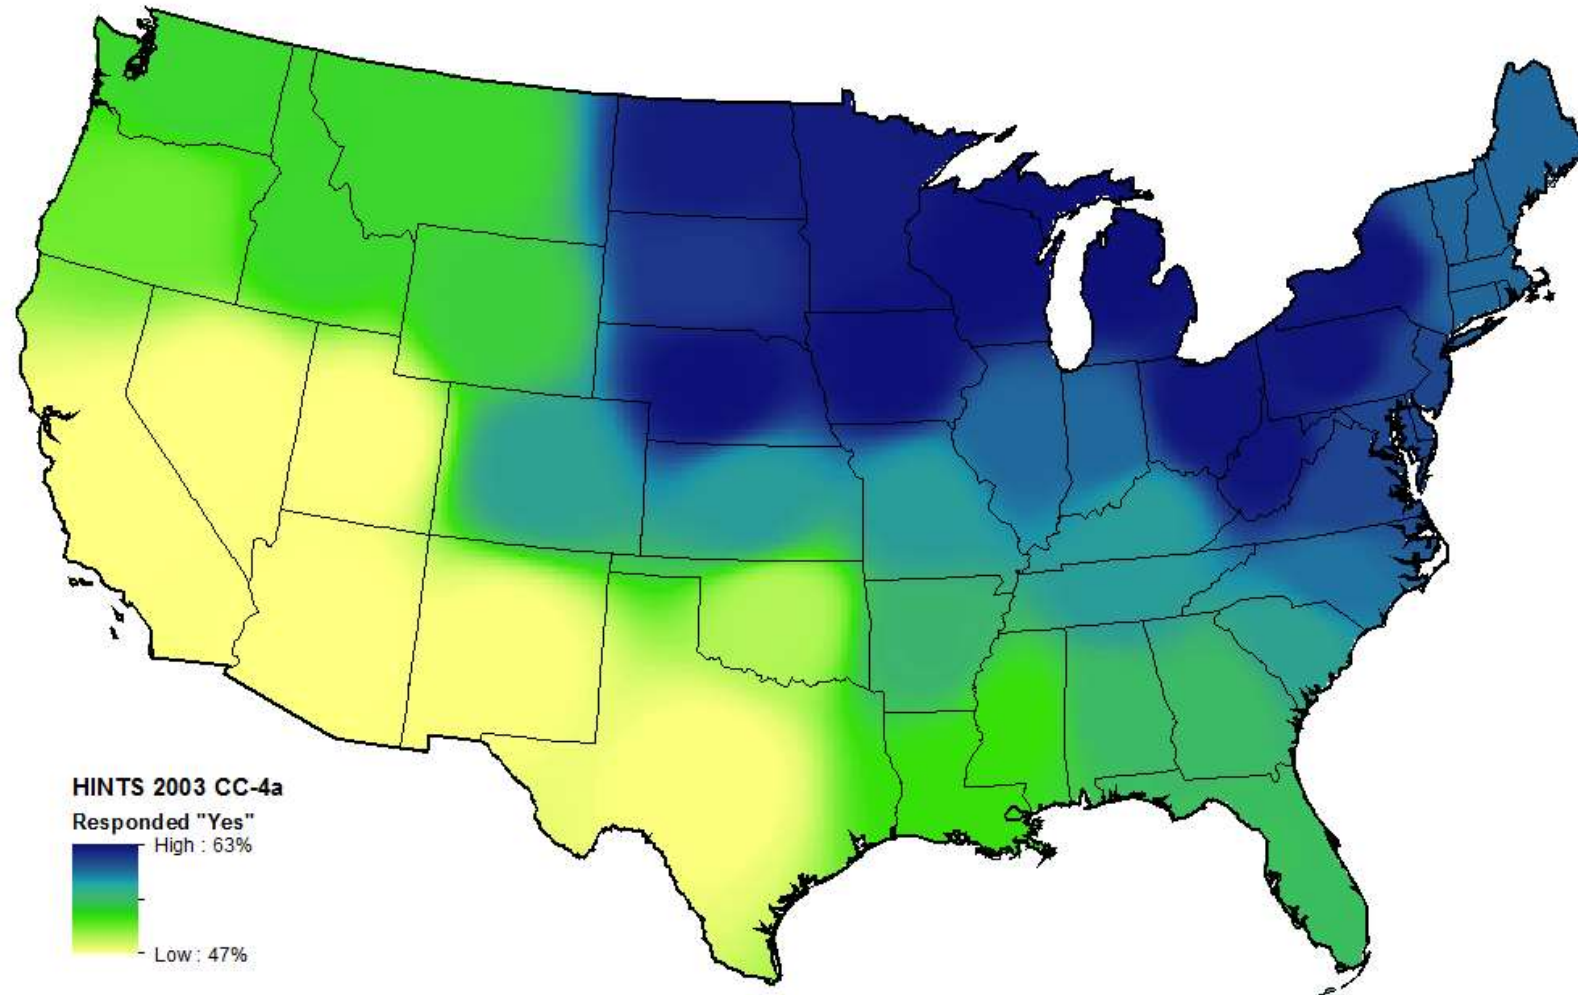 HINTS 2003 CC-4a
Responded "Yes"
High : 63%
Low : 47%